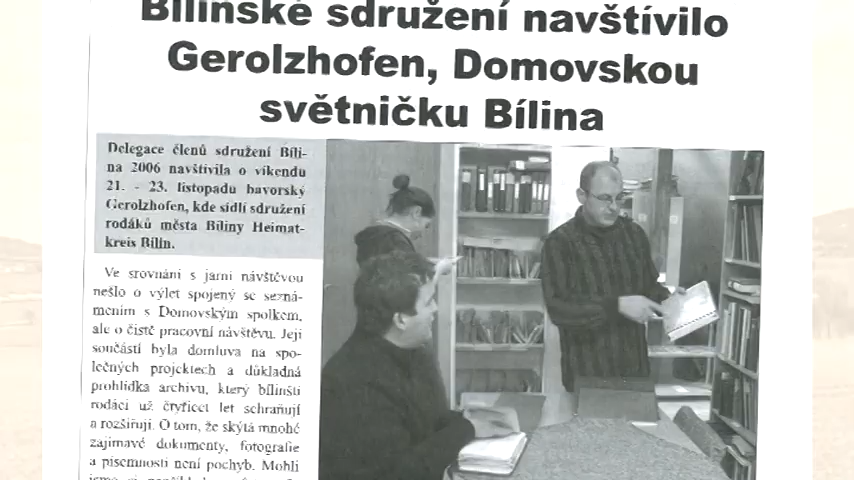 Bílinské sdružení navštívilo
Gerolzhofen, Domovskou
světničku Bílina
Delegace členů sdružení Bíli-
na 2006 navštívila o víkendu
21. - 23. listopadu bavorský
Gerolzhofen, kde sídlí sdružení
rodáků města Bíliny Heimat-
kreis Bilin.
Ve srovnání s jarní návštěvou
nešlo o výlet spojený se sezná-
mením s Domovským spolkem,
ale o čistě pracovní návštěvu. Její
součástí byla domluva na spo-
lečných projektech a důkladná
prohlídka archivu, který bílinští
rodáci už čtyřicet let schraňují
a rozšiřují. O tom, že skýtá mnohé
zajímavé dokumenty, fotografie
a písemnosti není pochyb. Mohli